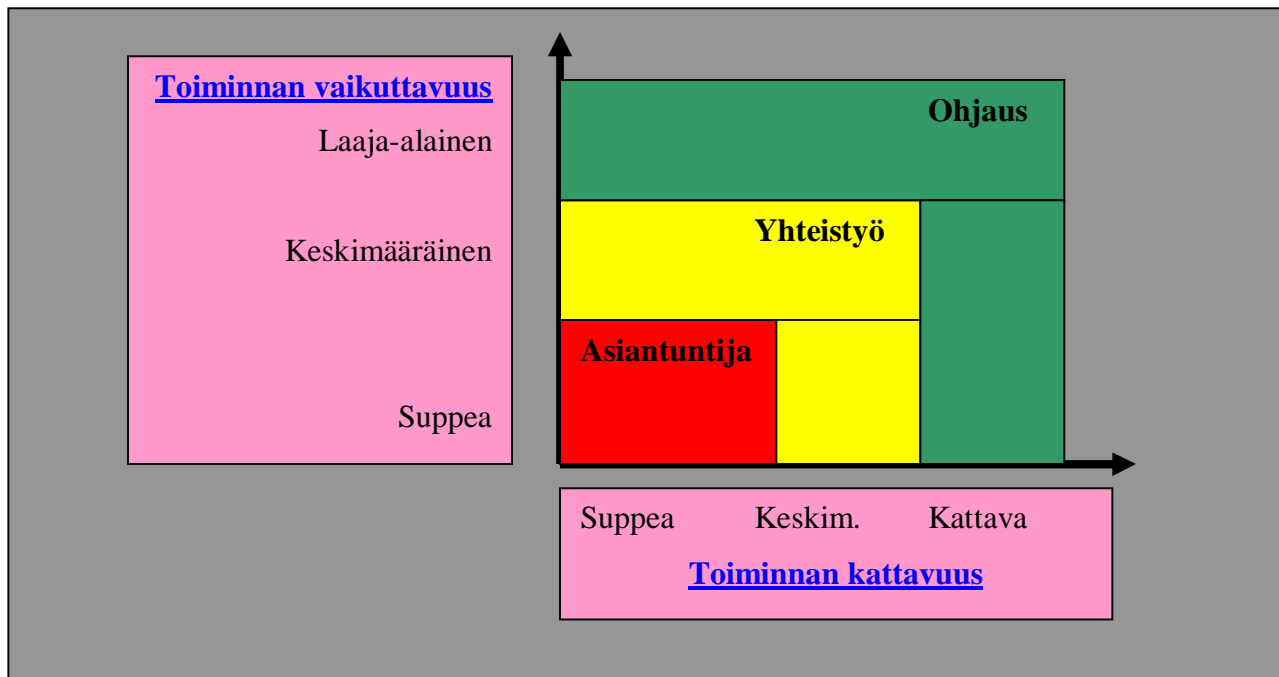 Toiminnan vaikuttavuus
Laaja-alainen
Keskimääräinen
Suppea
Ohjaus
Yhteistyö
Asiantuntija
Suppea Keskim. Kattava
Toiminnan kattavuus